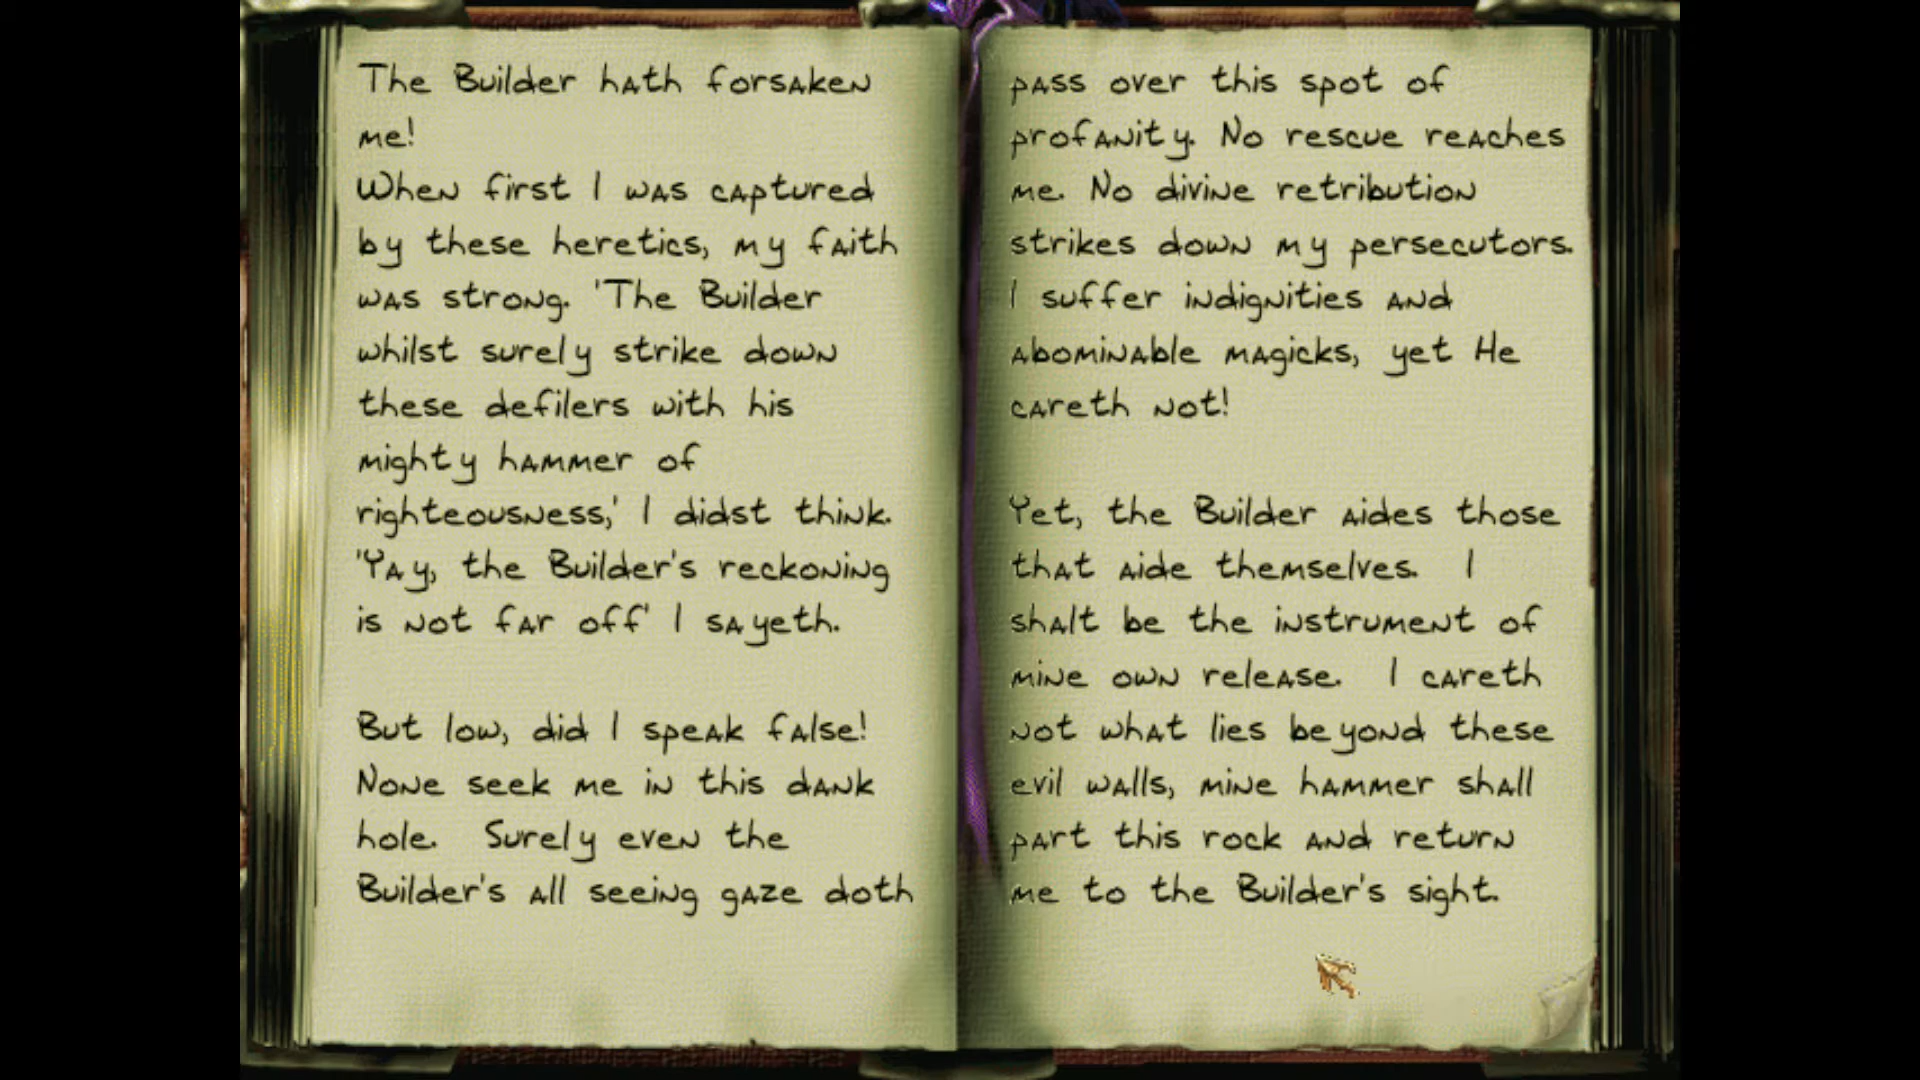 The Builder hath forsaken
me!
When first I was captured
by these heretics, my faith
was strong. 'The Builder
whilst surely strike down
these defilers with his
mighty hammer of
righteousness,' I didst think.
'Yay, the Builder's reckoning
is not far off' I sayeth.
But low, did I speak false!
None seek me in this dank
hole. Surely even the
Builder's all seeing gaze doth
pass over this spot of
profanity. No rescue reaches
me. No divine retribution
strikes down my persecutors.
I suffer indignities and
abominable magicks, yet He
careth not!
Yet, the Builder aides those
that aide themselves. I
shalt be the instrument of
mine own release. I careth
not what lies beyond these
evil walls, mine hammer shall
part this rock and return
me to the Builder's sight.